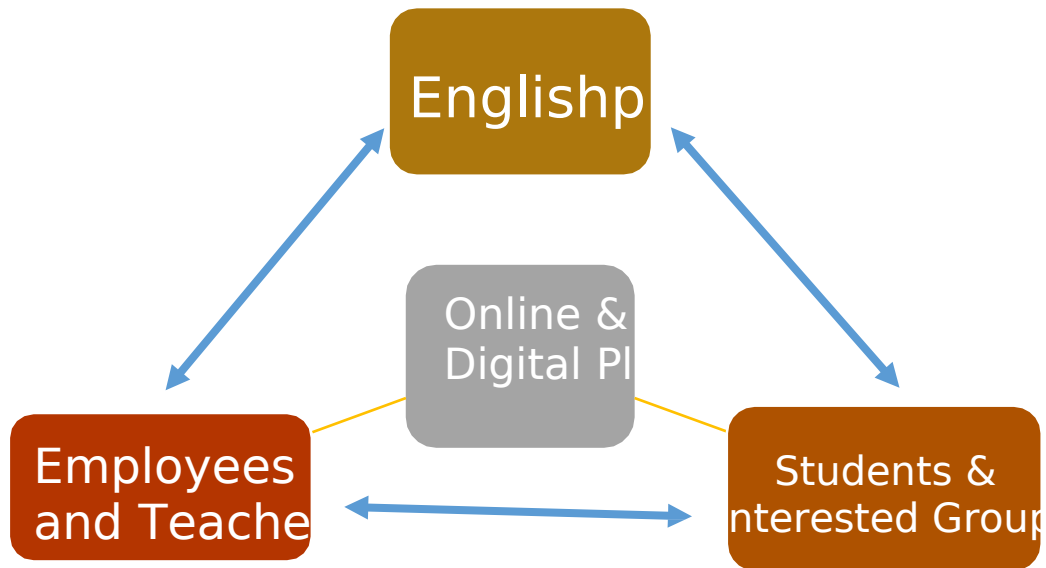 Englishp
Online &
Digital Pl
Employees
and Teache
Students &
nterested Group